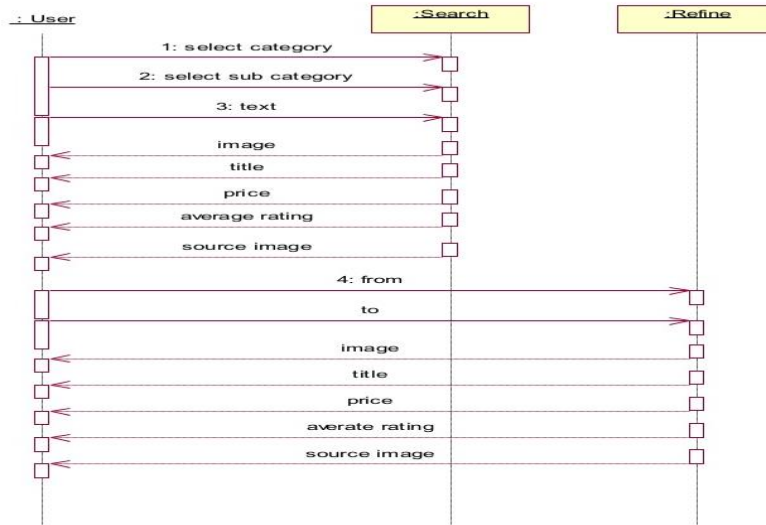 : User
:Search
:Refine
1: select category
2: select sub category
3: text
image
title
price
average rating
source image
4: from
to
image
title
price
averate rating
source image